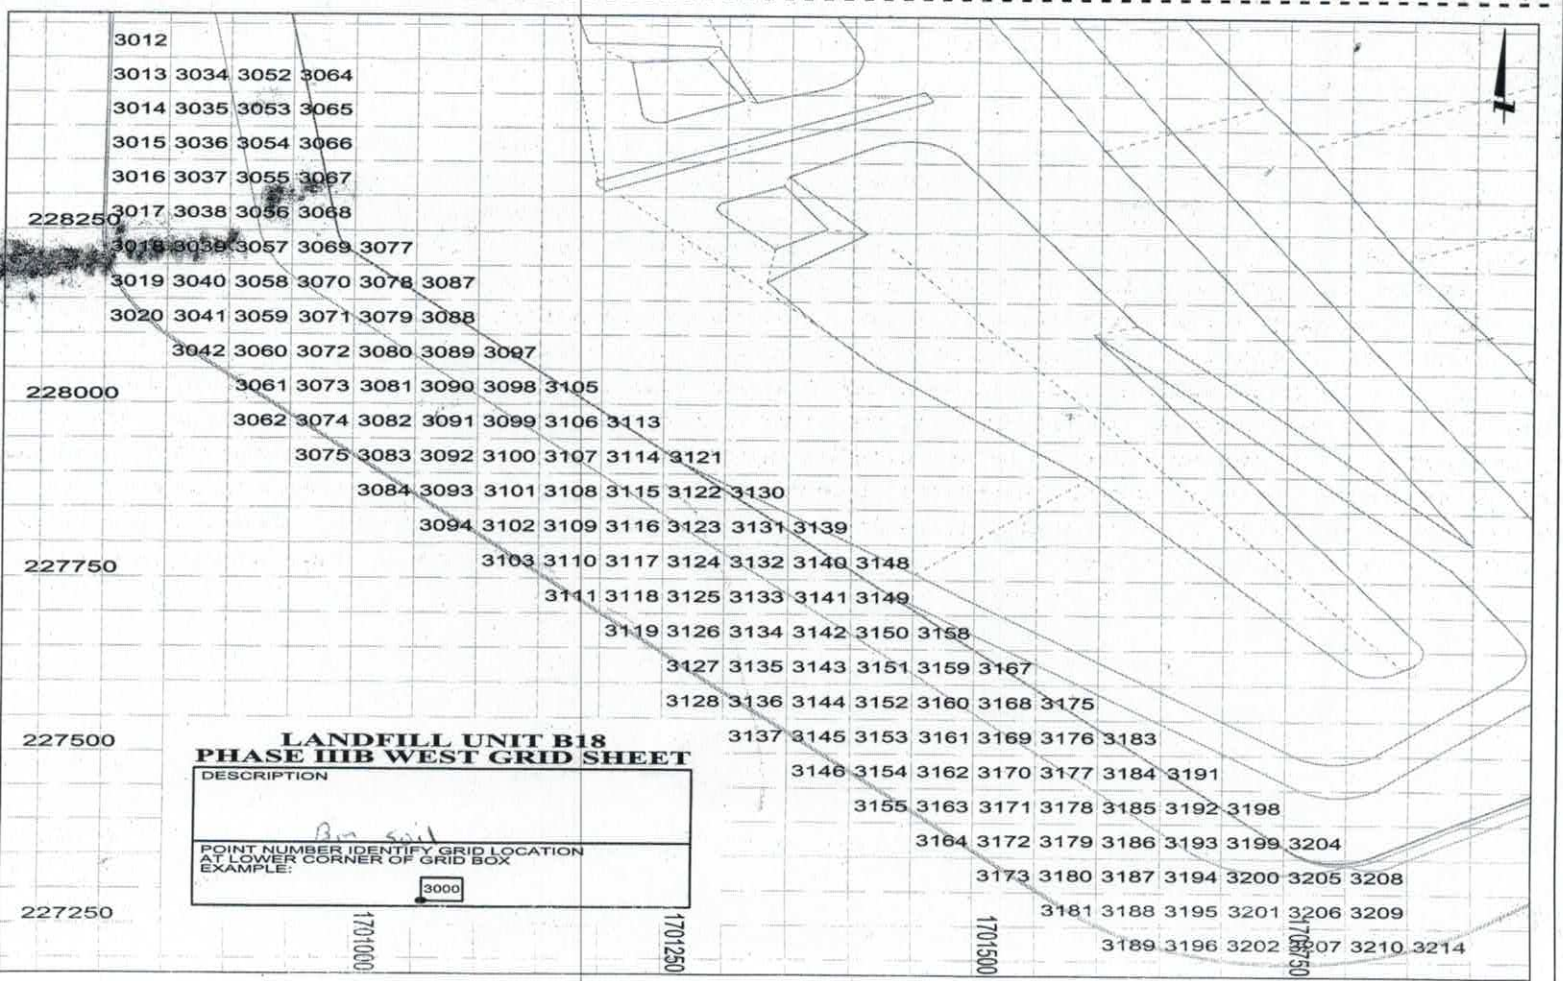 3012
3013 3034 3052 3064
3014 3035 3053 3065
3015 3036 3054 3066
3016 3037 3055 3067
228250 3017 3038 3056 3068
3018 3039 3057 3069 3077
3019 3040 3058 3070 3078 3087
3020 3041 3059 3071 3079 3088
3042 3060 3072 3080 3089 3097
228000 3061 3073 3081 3090 3098 3105
3062 3074 3082 3091 3099 3106 3113
3075 3083 3092 3100 3107 3114 3121
3084 3093 3101 3108 3115 3122 3130
3094 3102 3109 3116 3123 3131 3139
227750 3103 3110 3117 3124 3132 3140 3148
3111 3118 3125 3133 3141 3149
3119 3126 3134 3142 3150 3158
3127 3135 3143 3151 3159 3167
3128 3136 3144 3152 3160 3168 3175
227500 3137 3145 3153 3161 3169 3176 3183
3146 3154 3162 3170 3177 3184 3191
3155 3163 3171 3178 3185 3192 3198
3164 3172 3179 3186 3193 3199 3204
3173 3180 3187 3194 3200 3205 3208
227250 3181 3188 3195 3201 3206 3209
3189 3196 3202 3207 3210 3214
1701000 1701250 1701500 1701750
LANDFILL UNIT B18
PHASE IIIB WEST GRID SHEET
DESCRIPTION
soil
POINT NUMBER IDENTIFY GRID LOCATION
AT LOWER CORNER OF GRID BOX
EXAMPLE:
3000